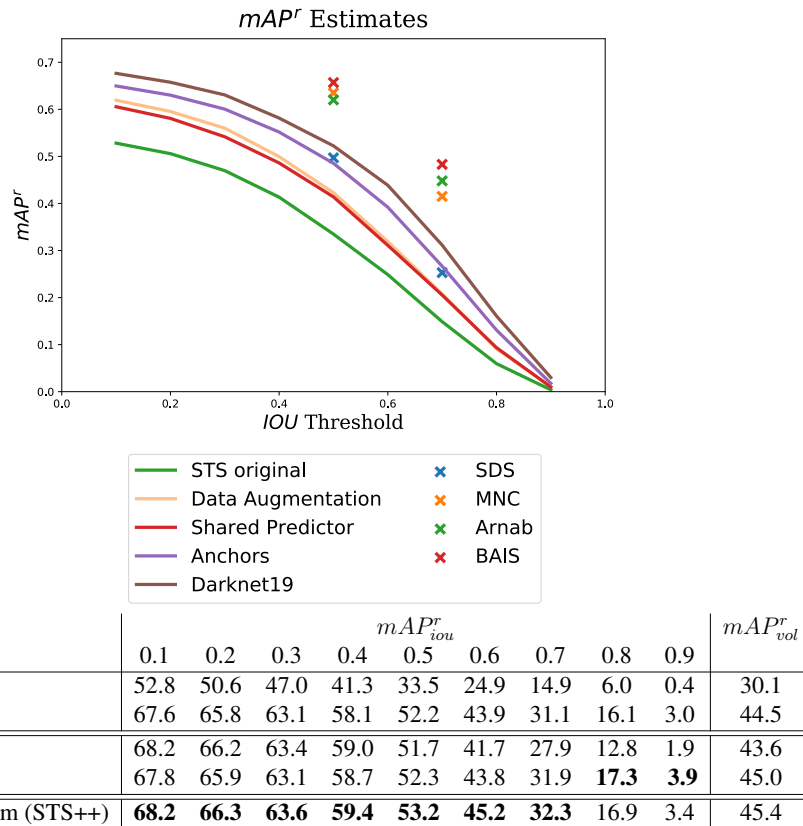 mAP^r Estimates
0.7
0.6
0.5
0.4
0.3
0.2
0.1
0.0
mAP^r
0.0 0.2 0.4 0.6 0.8 1.0
IOU Threshold
STS original
Data Augmentation
Shared Predictor
Anchors
Darknet19
SDS
MNC
Arnab
BAIS
mAP^r_{iou} mAP^r_{vol}
0.1 0.2 0.3 0.4 0.5 0.6 0.7 0.8 0.9
52.8 50.6 47.0 41.3 33.5 24.9 14.9 6.0 0.4 30.1
67.6 65.8 63.1 58.1 52.2 43.9 31.1 16.1 3.0 44.5
68.2 66.2 63.4 59.0 51.7 41.7 27.9 12.8 1.9 43.6
67.8 65.9 63.1 58.7 52.3 43.8 31.9 17.3 3.9 45.0
m (STS++) 68.2 66.3 63.6 59.4 53.2 45.2 32.3 16.9 3.4 45.4